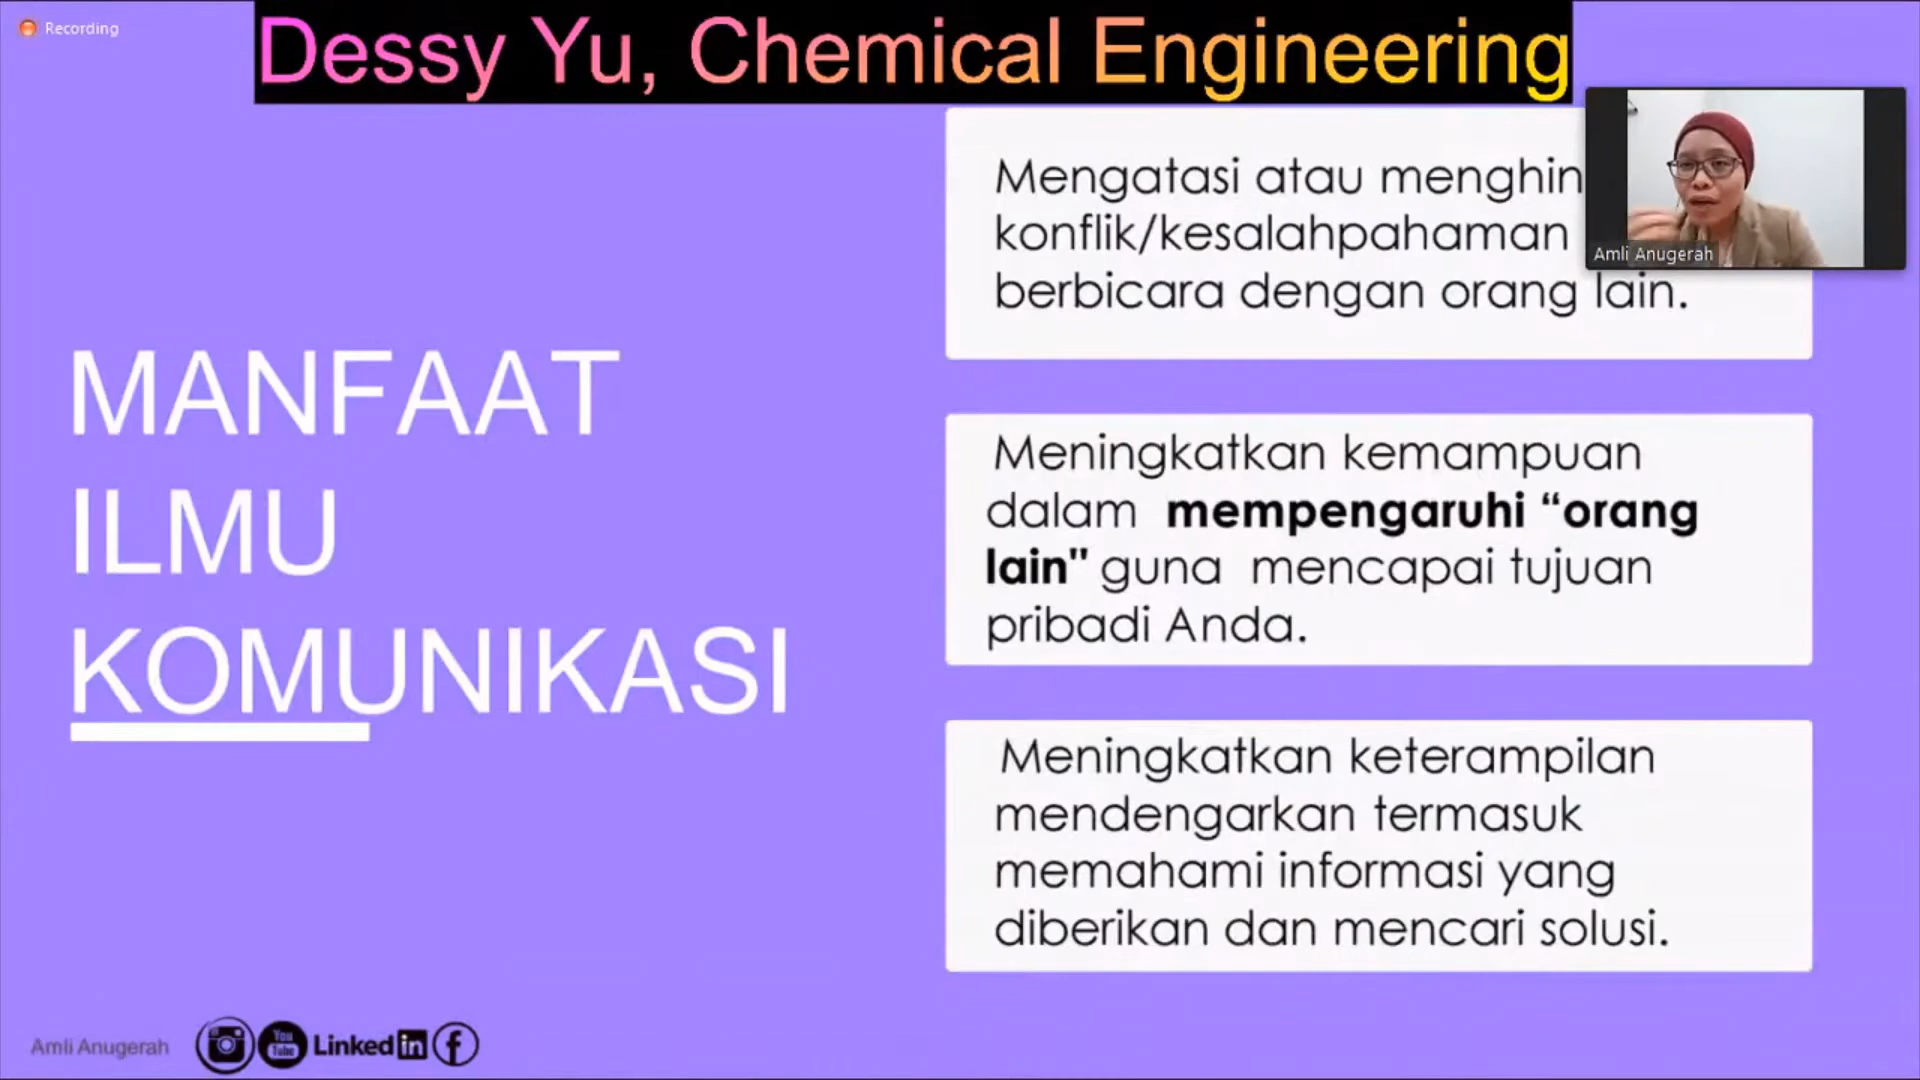 Recording
Dessy Yu, Chemical Engineering
MANFAAT
ILMU
KOMUNIKASI
Mengatasi atau
konflik/kesalahpahaman
berbicara dengan orang lain.
Amli Anugerah
Meningkatkan kemampuan
dalam mempengaruhi “orang
lain" guna mencapai tujuan
pribadi Anda.
Meningkatkan keterampilan
mendengarkan termasuk
memahami informasi yang
diberikan dan mencari solusi.
Amli Anugerah
You
Tube
Linked in
f